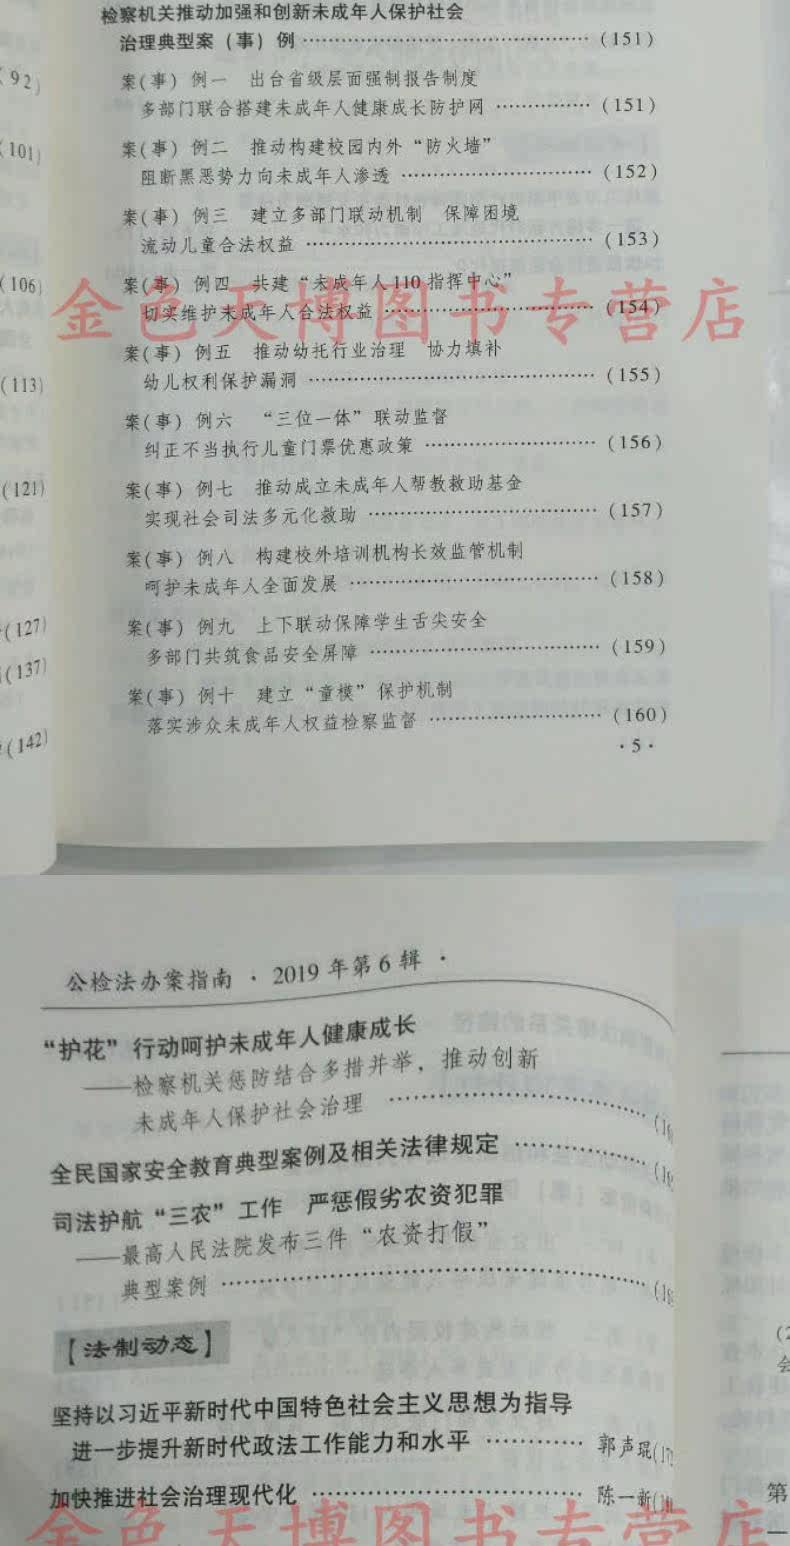 检察机关推动加强和创新未成年人保护社会
治理典型案（事）例 ……………………………………（151）
案（事）例一 出台省级层面强制报告制度
多部门联合搭建未成年人健康成长防护网 ……………（151）
案（事）例二 推动构建校园内外“防火墙”
阻断黑恶势力向未成年人渗透 …………………………（152）
案（事）例三 建立多部门联动机制 保障困境
流动儿童合法权益 ………………………………………（153）
案（事）例四 共建“未成年人110指挥中心”
切实维护未成年人合法权益 ……………………………（154）
案（事）例五 推动幼托行业治理 协力填补
幼儿权利保护漏洞 ………………………………………（155）
案（事）例六 “三位一体”联动监督
纠正不当执行儿童门票优惠政策 ………………………（156）
案（事）例七 推动成立未成年人帮教救助基金
实现社会司法多元化救助 ………………………………（157）
案（事）例八 构建校外培训机构长效监管机制
呵护未成年人全面发展 …………………………………（158）
案（事）例九 上下联动保障学生舌尖安全
多部门共筑食品安全屏障 ………………………………（159）
案（事）例十 建立“童模”保护机制
落实涉众未成年人权益检察监督 ………………………（160）
·5·
(92)
(101)
(106)
(113)
(121)
(127)
(137)
(142)
金色天博图书专营店
公检法办案指南 · 2019年第6辑 ·
“护花”行动呵护未成年人健康成长
——检察机关惩防结合多措并举，推动创新
未成年人保护社会治理 ……………………………………
全民国家安全教育典型案例及相关法律规定 …………………
司法护航“三农”工作 严惩假劣农资犯罪
——最高人民法院发布三件“农资打假”
典型案例 ……………………………………………………
【法制动态】
坚持以习近平新时代中国特色社会主义思想为指导
进一步提升新时代政法工作能力和水平 ………… 郭声琨
加快推进社会治理现代化 ……………………………… 陈一新
第
金色天博图书专营店